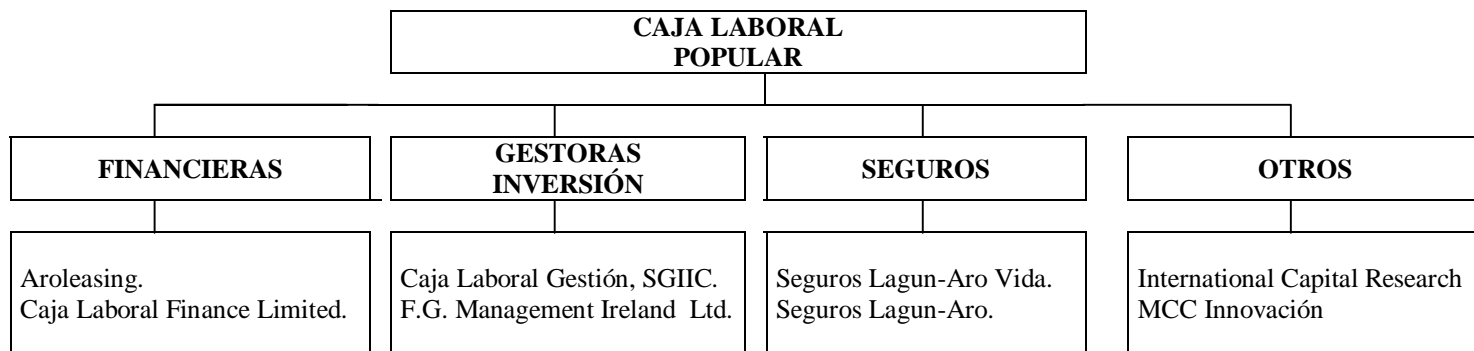 CAJA LABORAL
POPULAR
FINANCIERAS
GESTORAS
INVERSIÓN
SEGUROS
OTROS
Aroleasing.
Caja Laboral Finance Limited.
Caja Laboral Gestión, SGIIC.
F.G. Management Ireland Ltd.
Seguros Lagun-Aro Vida.
Seguros Lagun-Aro.
International Capital Research
MCC Innovación